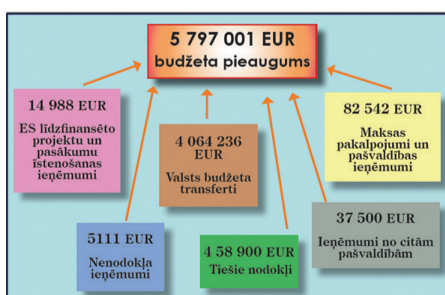 5 797 001 EUR
budžeta pieaugums
14 988 EUR
ES līdzfinansēto
projektu un
pasākumu
īstenošanas
ieņēmumi
4 064 236
EUR
Valsts budžeta
transferti
82 542 EUR
Maksas
pakalpojumi un
pašvaldības
ieņēmumi
5111 EUR
Nenodokļa
ieņēmumi
4 58 900 EUR
Tiešie nodokļi
37 500 EUR
Ieņēmumi no citām
pašvaldībām